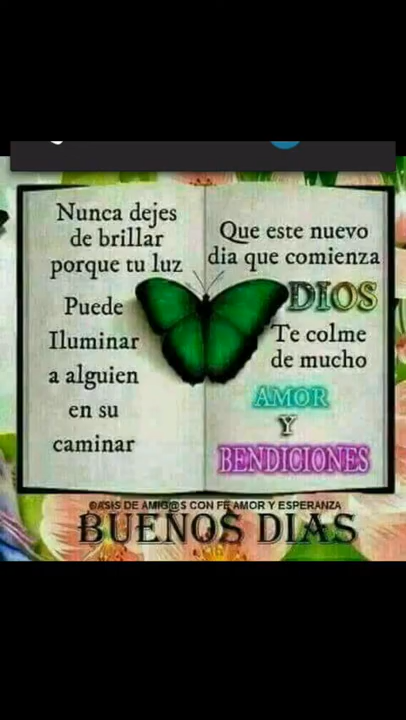 Nunca dejes
de brillar
porque tu luz
Puede
Iluminar
a alguien
en su
caminar
Que este nuevo
dia que comienza
DIOS
Te colme
de mucho
AMOR
Y
BENDICIONES
OASIS DE AMIG@S CON FE AMOR Y ESPERANZA
BUENOS DIAS